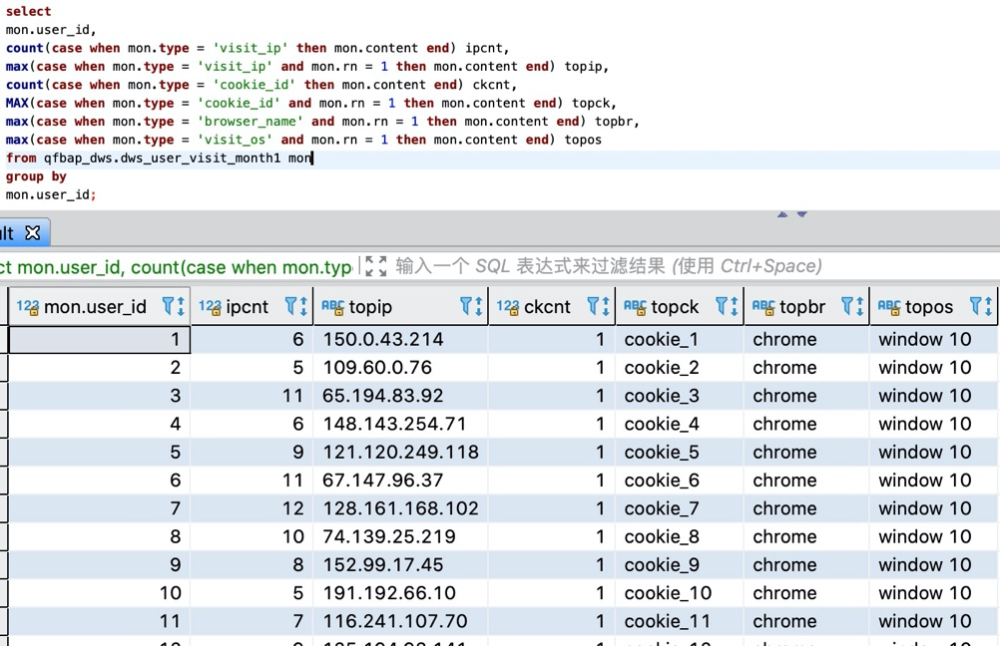 select
mon.user_id,
count(case when mon.type = 'visit_ip' then mon.content end) ipcnt,
max(case when mon.type = 'visit_ip' and mon.rn = 1 then mon.content end) topip,
count(case when mon.type = 'cookie_id' then mon.content end) ckcnt,
MAX(case when mon.type = 'cookie_id' and mon.rn = 1 then mon.content end) topck,
max(case when mon.type = 'browser_name' and mon.rn = 1 then mon.content end) topbr,
max(case when mon.type = 'visit_os' and mon.rn = 1 then mon.content end) topos
from qfbap_dws.dws_user_visit_month1 mon
group by
mon.user_id;
ult
ct mon.user_id, count(case when mon.typ 输入一个 SQL 表达式来过滤结果 (使用 Ctrl+Space)
123 mon.user_id 123 ipcnt ABC topip 123 ckcnt ABC topck ABC topbr ABC topos
1 6 150.0.43.214 1 cookie_1 chrome window 10
2 5 109.60.0.76 1 cookie_2 chrome window 10
3 11 65.194.83.92 1 cookie_3 chrome window 10
4 6 148.143.254.71 1 cookie_4 chrome window 10
5 9 121.120.249.118 1 cookie_5 chrome window 10
6 11 67.147.96.37 1 cookie_6 chrome window 10
7 12 128.161.168.102 1 cookie_7 chrome window 10
8 10 74.139.25.219 1 cookie_8 chrome window 10
9 8 152.99.17.45 1 cookie_9 chrome window 10
10 5 191.192.66.10 1 cookie_10 chrome window 10
11 7 116.241.107.70 1 cookie_11 chrome window 10